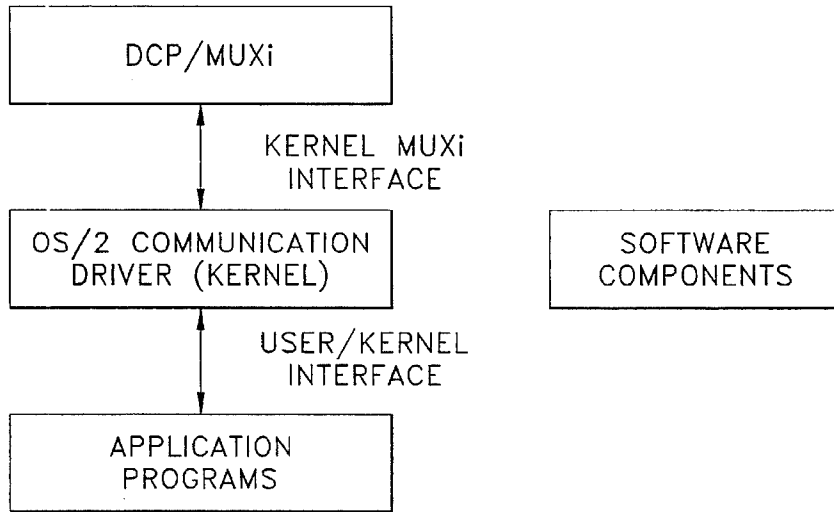 DCP/MUXi
KERNEL MUXi
INTERFACE
OS/2 COMMUNICATION
DRIVER (KERNEL)
SOFTWARE
COMPONENTS
USER/KERNEL
INTERFACE
APPLICATION
PROGRAMS